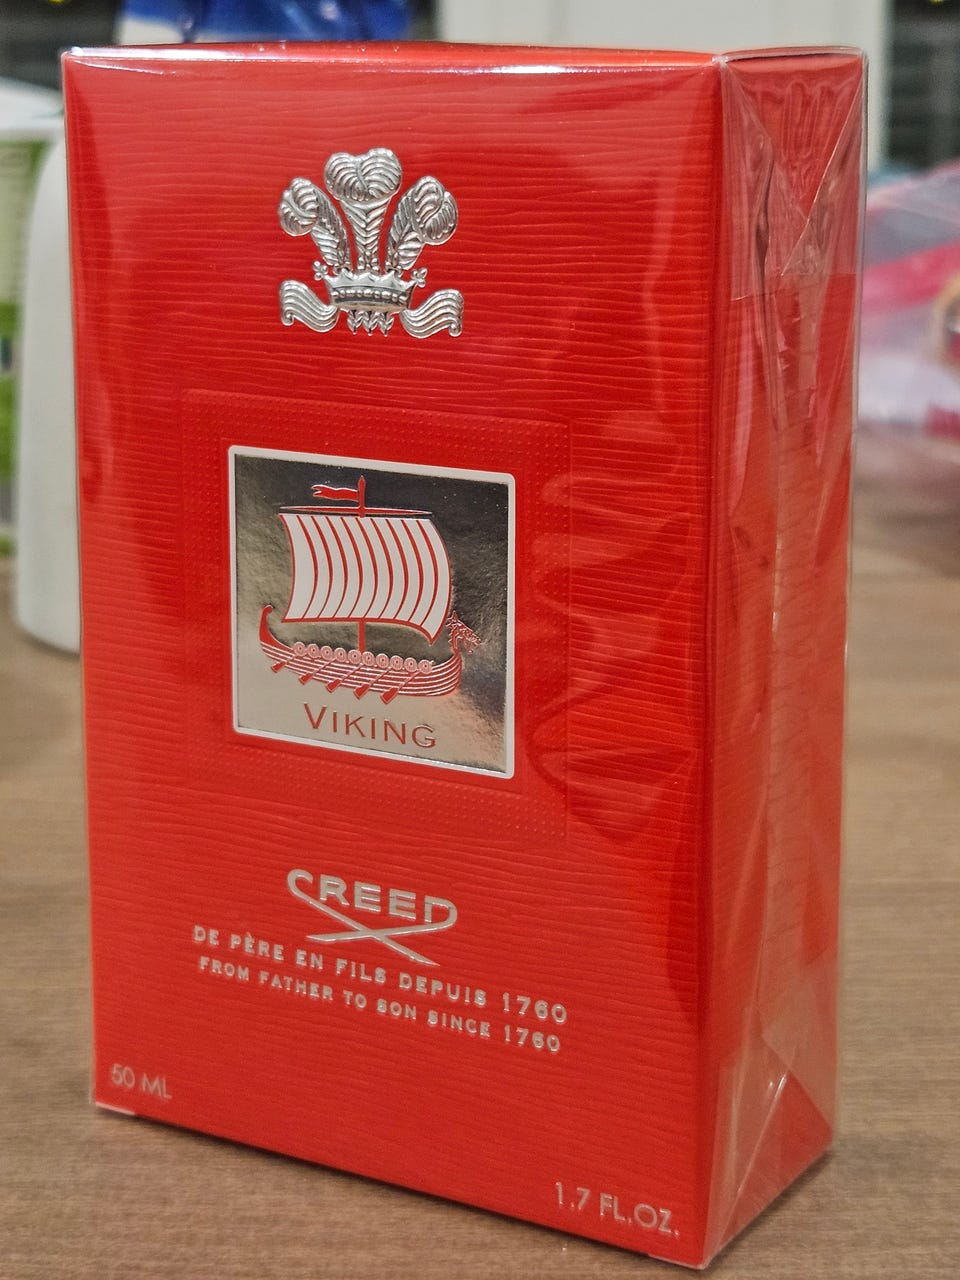 VIKING
CREED
DE PÈRE EN FILS DEPUIS 1760
FROM FATHER TO SON SINCE 1760
50 ML
1.7 FL.OZ.